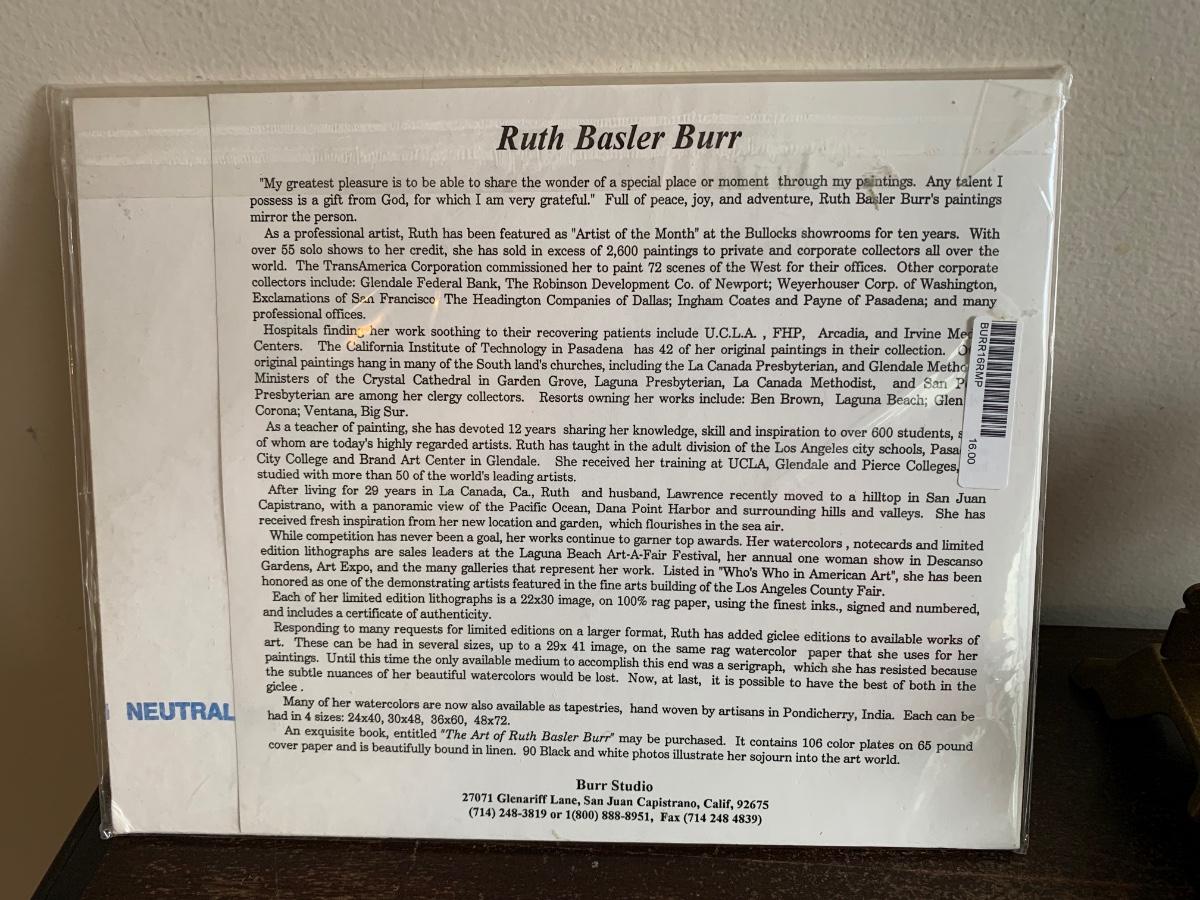 Ruth Basler Burr
"My greatest pleasure is to be able to share the wonder of a special place or moment through my paintings. Any talent I
possess is a gift from God, for which I am very grateful." Full of peace, joy, and adventure, Ruth Basler Burr's paintings
mirror the person.
As a professional artist, Ruth has been featured as "Artist of the Month" at the Bullocks showrooms for ten years. With
over 55 solo shows to her credit, she has sold in excess of 2,600 paintings to private and corporate collectors all over the
world. The TransAmerica Corporation commissioned her to paint 72 scenes of the West for their offices. Other corporate
collectors include: Glendale Federal Bank, The Robinson Development Co. of Newport; Weyerhouser Corp. of Washington,
Exclamations of San Francisco The Headington Companies of Dallas; Ingham Coates and Payne of Pasadena; and many
professional offices.
Hospitals finding her work soothing to their recovering patients include U.C.L.A. , FHP, Arcadia, and Irvine
Centers. The California Institute of Technology in Pasadena has 42 of her original paintings in their collection.
original paintings hang in many of the South land's churches, including the La Canada Presbyterian, and Glendale
Ministers of the Crystal Cathedral in Garden Grove, Laguna Presbyterian, La Canada Methodist, and San
Presbyterian are among her clergy collectors. Resorts owning her works include: Ben Brown, Laguna Beach; Glen
Corona; Ventana, Big Sur.
As a teacher of painting, she has devoted 12 years sharing her knowledge, skill and inspiration to over 600 students,
of whom are today's highly regarded artists. Ruth has taught in the adult division of the Los Angeles city schools,
City College and Brand Art Center in Glendale. She received her training at UCLA, Glendale and Pierce Colleges,
studied with more than 50 of the world's leading artists.
After living for 29 years in La Canada, Ca., Ruth and husband, Lawrence recently moved to a hilltop in San Juan
Capistrano, with a panoramic view of the Pacific Ocean, Dana Point Harbor and surrounding hills and valleys. She has
received fresh inspiration from her new location and garden, which flourishes in the sea air.
While competition has never been a goal, her works continue to garner top awards. Her watercolors , notecards and limited
edition lithographs are sales leaders at the Laguna Beach Art-A-Fair Festival, her annual one woman show in Descanso
Gardens, Art Expo, and the many galleries that represent her work. Listed in "Who's Who in American Art", she has been
honored as one of the demonstrating artists featured in the fine arts building of the Los Angeles County Fair.
Each of her limited edition lithographs is a 22x30 image, on 100% rag paper, using the finest inks., signed and numbered,
and includes a certificate of authenticity.
Responding to many requests for limited editions on a larger format, Ruth has added giclee editions to available works of
art. These can be had in several sizes, up to a 29x 41 image, on the same rag watercolor paper that she uses for her
paintings. Until this time the only available medium to accomplish this end was a serigraph, which she has resisted because
the subtle nuances of her beautiful watercolors would be lost. Now, at last, it is possible to have the best of both in the
giclee .
Many of her watercolors are now also available as tapestries, hand woven by artisans in Pondicherry, India. Each can be
had in 4 sizes: 24x40, 30x48, 36x60, 48x72.
An exquisite book, entitled "The Art of Ruth Basler Burr" may be purchased. It contains 106 color plates on 65 pound
cover paper and is beautifully bound in linen. 90 Black and white photos illustrate her sojourn into the art world.
Burr Studio
27071 Glenariff Lane, San Juan Capistrano, Calif, 92675
(714) 248-3819 or 1(800) 888-8951, Fax (714 248 4839)
NEUTRAL
BURR16RMP
16.00